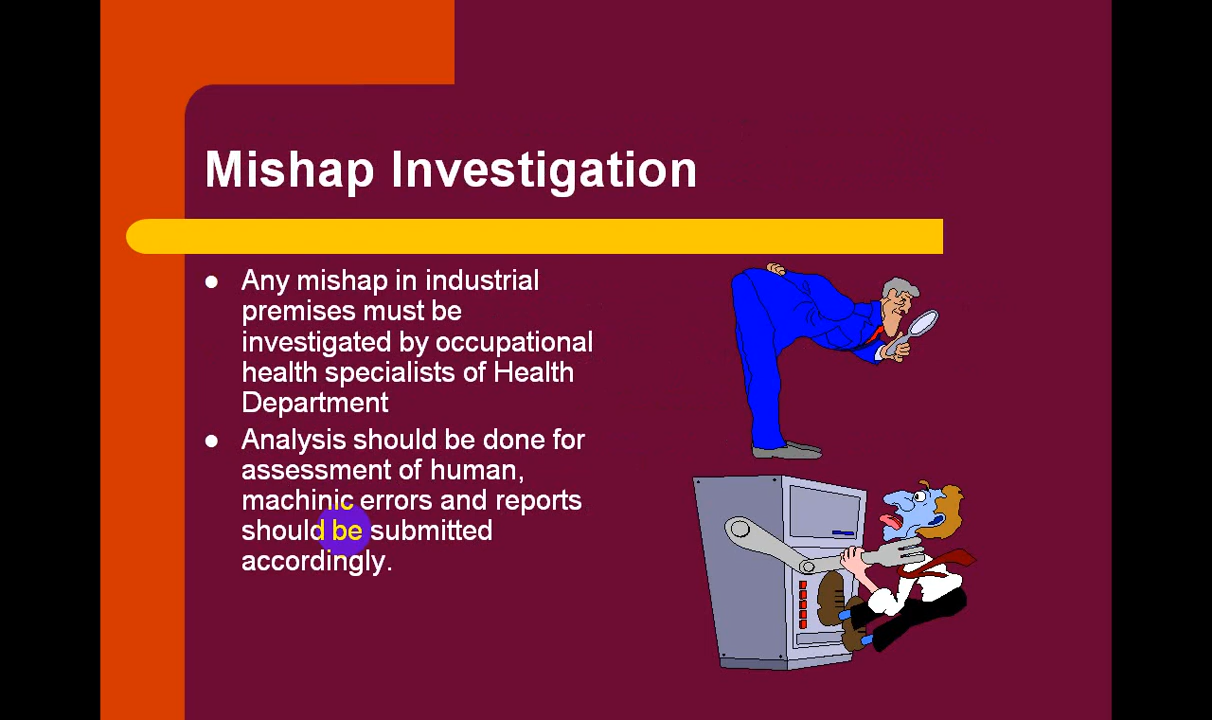 Mishap Investigation
Any mishap in industrial
premises must be
investigated by occupational
health specialists of Health
Department
Analysis should be done for
assessment of human,
machinic errors and reports
should be submitted
accordingly.